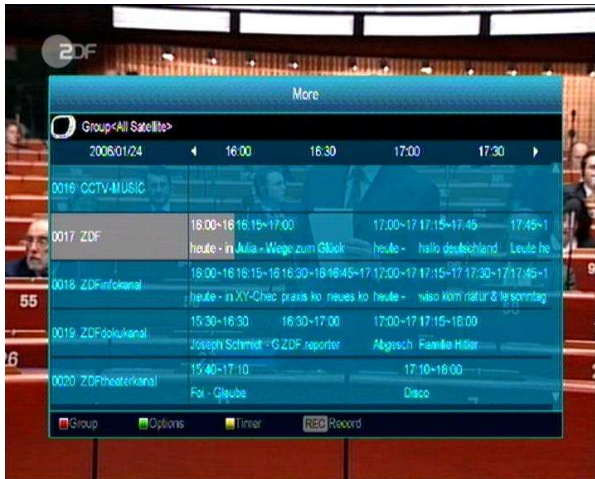 ZDF
More
Group<All Satellite>
2006/01/24 16:00 16:30 17:00 17:30
0016 CCTV-MUSIC
16:00~16 16:15~17:00 17:00~17 17:15~17:45 17:45~1
0017 ZDF
heute - in Julia - Wege zum Glück heute - hallo deutschland Leute he
16:00~16 16:15~16 16:30~16 16:45~17 17:00~17 17:15~17 17:30~17 17:45~1
0018 ZDFinfokanal
heute - in XY-Chec praxis ko neues ko heute - wiso kom natur & le sonntag
15:30~16:30 16:30~17:00 17:00~17 17:15~18:00
0019 ZDFdokukanal
Joseph Schmidt - G ZDF.reporter Abgesch Familie Hitler
15:40~17:10 17:10~18:00
0020 ZDFtheaterkanal
Foi - Glaube Disco
Group Options Timer REC Record
55